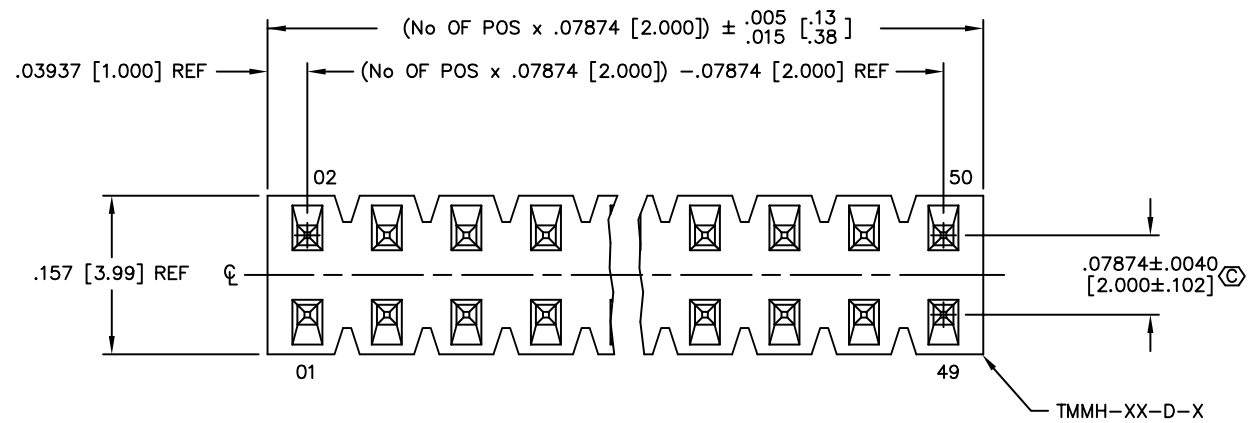 (No OF POS x .07874 [2.000]) ± .005 .015 [.13 .38]
.03937 [1.000] REF
(No OF POS x .07874 [2.000]) -.07874 [2.000] REF
02
50
.157 [3.99] REF
℄
.07874±.0040
[2.000±.102]
C
01
49
TMMH-XX-D-X